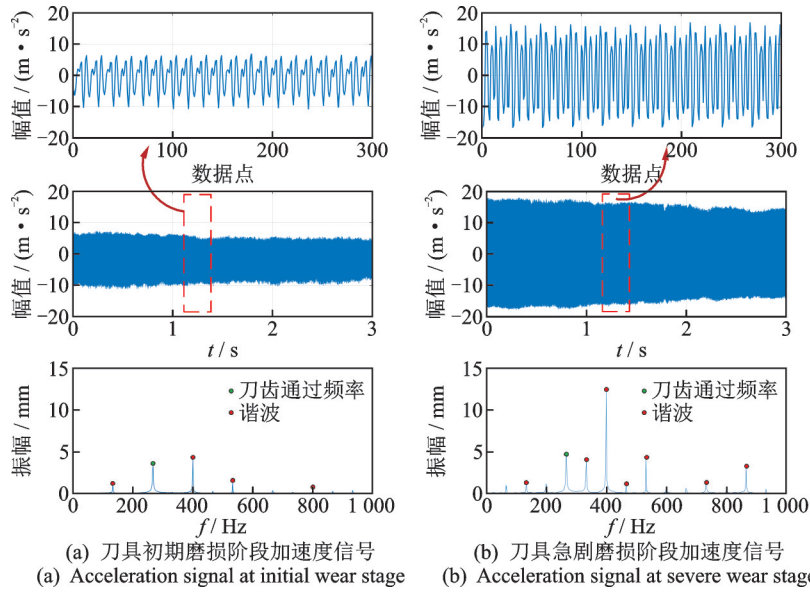 20
10
0
−10
−20
幅值 / (m·s⁻²)
0 100 200 300
数据点
20
10
0
−10
−20
幅值 / (m·s⁻²)
0 1 2 3
t / s
15
10
5
0
振幅 / mm
刀齿通过频率
谐波
0 200 400 600 800 1 000
f / Hz
(a) 刀具初期磨损阶段加速度信号
(a) Acceleration signal at initial wear stage
20
10
0
−10
−20
幅值 / (m·s⁻²)
0 100 200 300
数据点
20
10
0
−10
−20
幅值 / (m·s⁻²)
0 1 2 3
t / s
15
10
5
0
振幅 / mm
刀齿通过频率
谐波
0 200 400 600 800 1 000
f / Hz
(b) 刀具急剧磨损阶段加速度信号
(b) Acceleration signal at severe wear stage